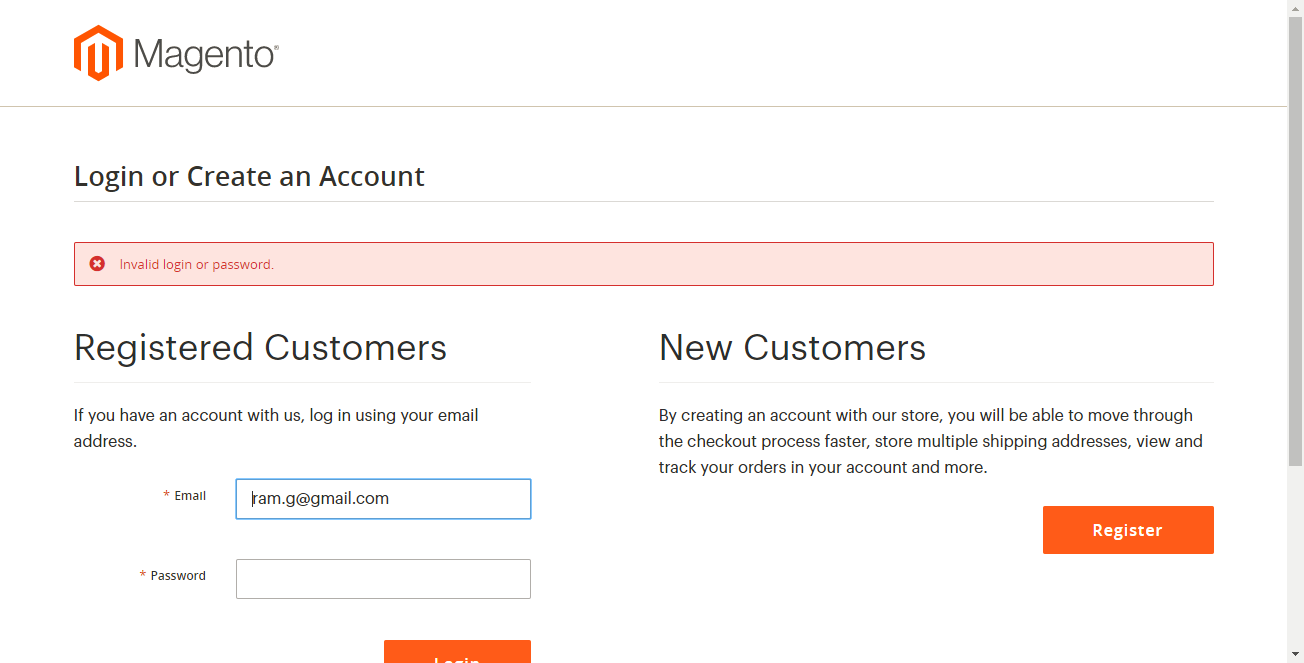 Magento®
Login or Create an Account
Invalid login or password.
Registered Customers
If you have an account with us, log in using your email
address.
* Email
ram.g@gmail.com
* Password
Login
New Customers
By creating an account with our store, you will be able to move through
the checkout process faster, store multiple shipping addresses, view and
track your orders in your account and more.
Register